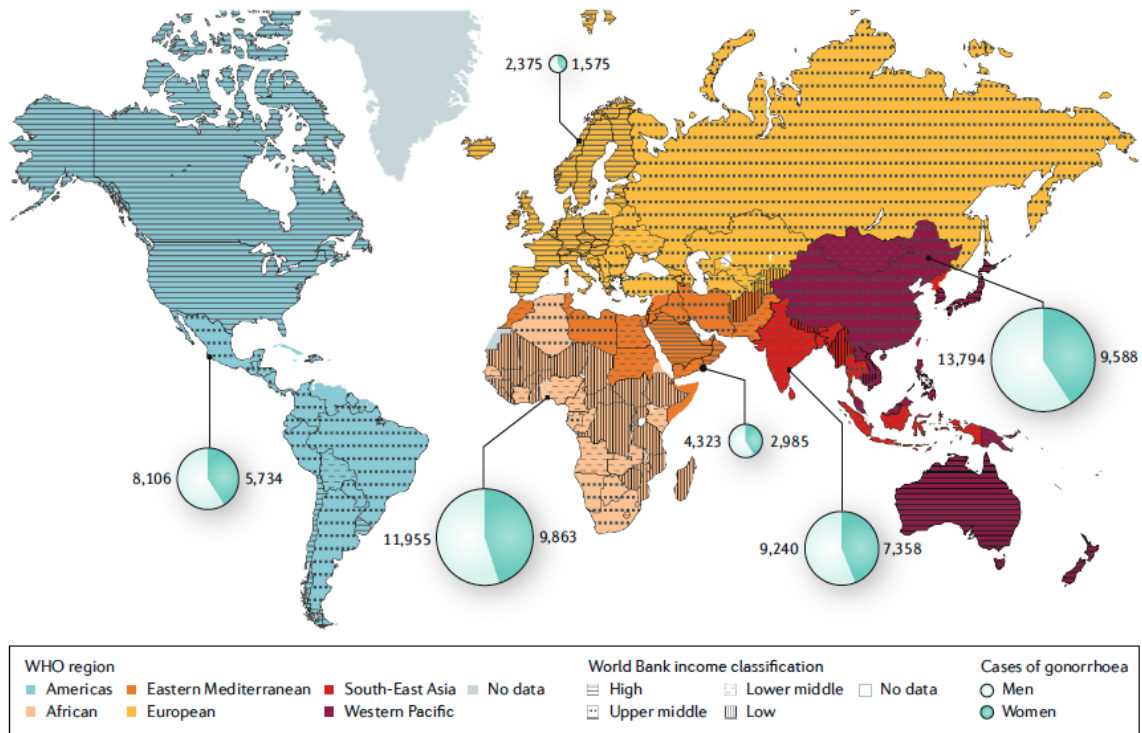 2,375 1,575
13,794 9,588
4,323 2,985
8,106 5,734
11,955 9,863
9,240 7,358
WHO region World Bank income classification Cases of gonorrhoea
Americas Eastern Mediterranean South-East Asia No data High Lower middle No data Men
African European Western Pacific Upper middle Low Women